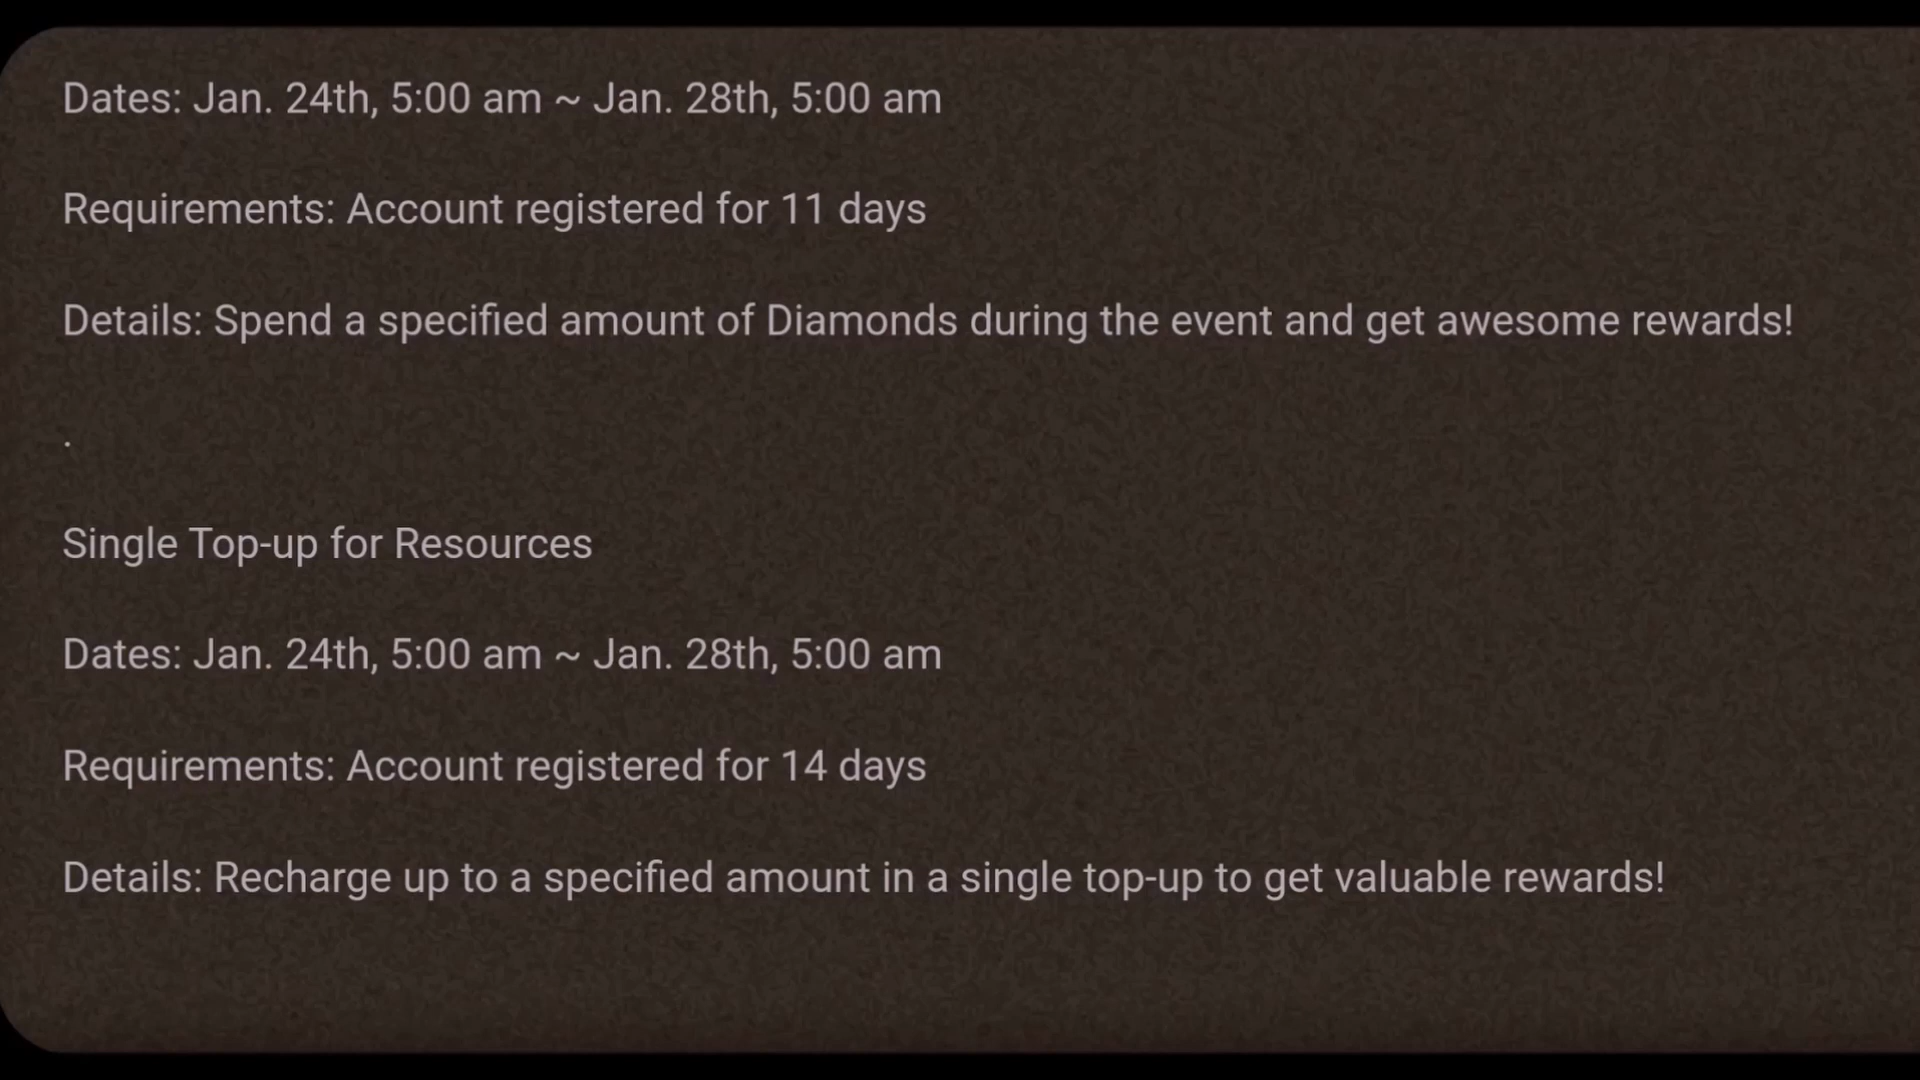 Dates: Jan. 24th, 5:00 am ~ Jan. 28th, 5:00 am
Requirements: Account registered for 11 days
Details: Spend a specified amount of Diamonds during the event and get awesome rewards!
.
Single Top-up for Resources
Dates: Jan. 24th, 5:00 am ~ Jan. 28th, 5:00 am
Requirements: Account registered for 14 days
Details: Recharge up to a specified amount in a single top-up to get valuable rewards!